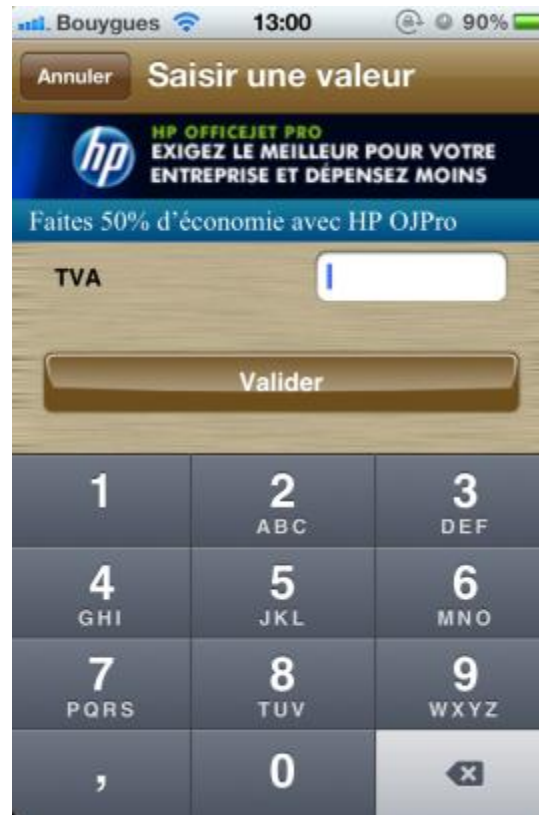 Bouygues 13:00 90%
Annuler Saisir une valeur
hp
HP OFFICEJET PRO
EXIGEZ LE MEILLEUR POUR VOTRE
ENTREPRISE ET DÉPENSEZ MOINS
Faites 50% d'économie avec HP OJPro
TVA
Valider
1 2 3
ABC DEF
4 5 6
GHI JKL MNO
7 8 9
PQRS TUV WXYZ
, 0